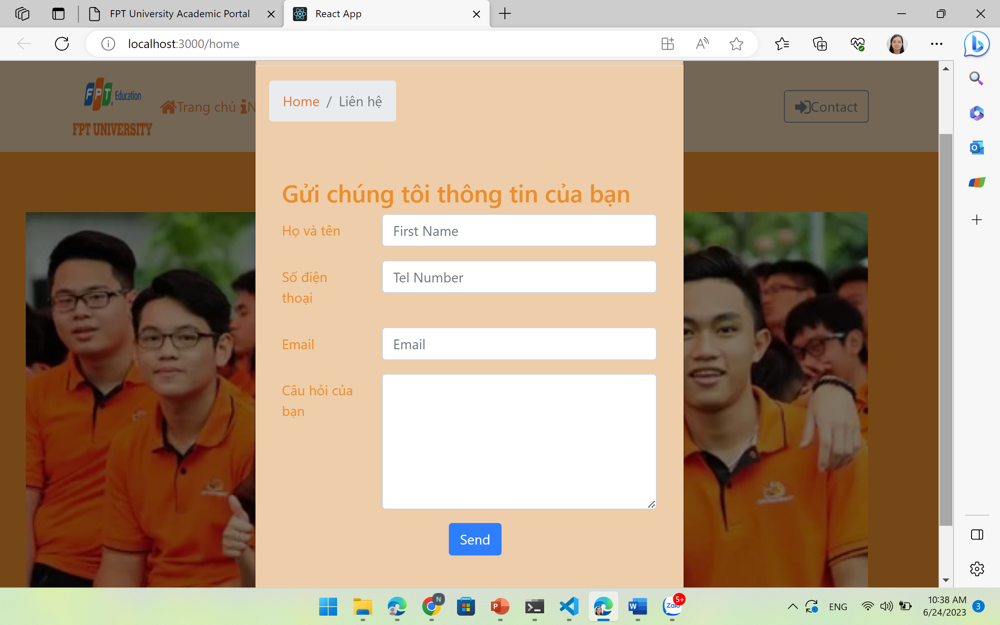 FPT University Academic Portal
React App
localhost:3000/home
FPT Education
FPT UNIVERSITY
Trang chủ
N
Home / Liên hệ
Contact
Gửi chúng tôi thông tin của bạn
Họ và tên
First Name
Số điện
thoại
Tel Number
Email
Email
Câu hỏi của
bạn
Send
N
5+
Zalo
ENG
10:38 AM
6/24/2023
3